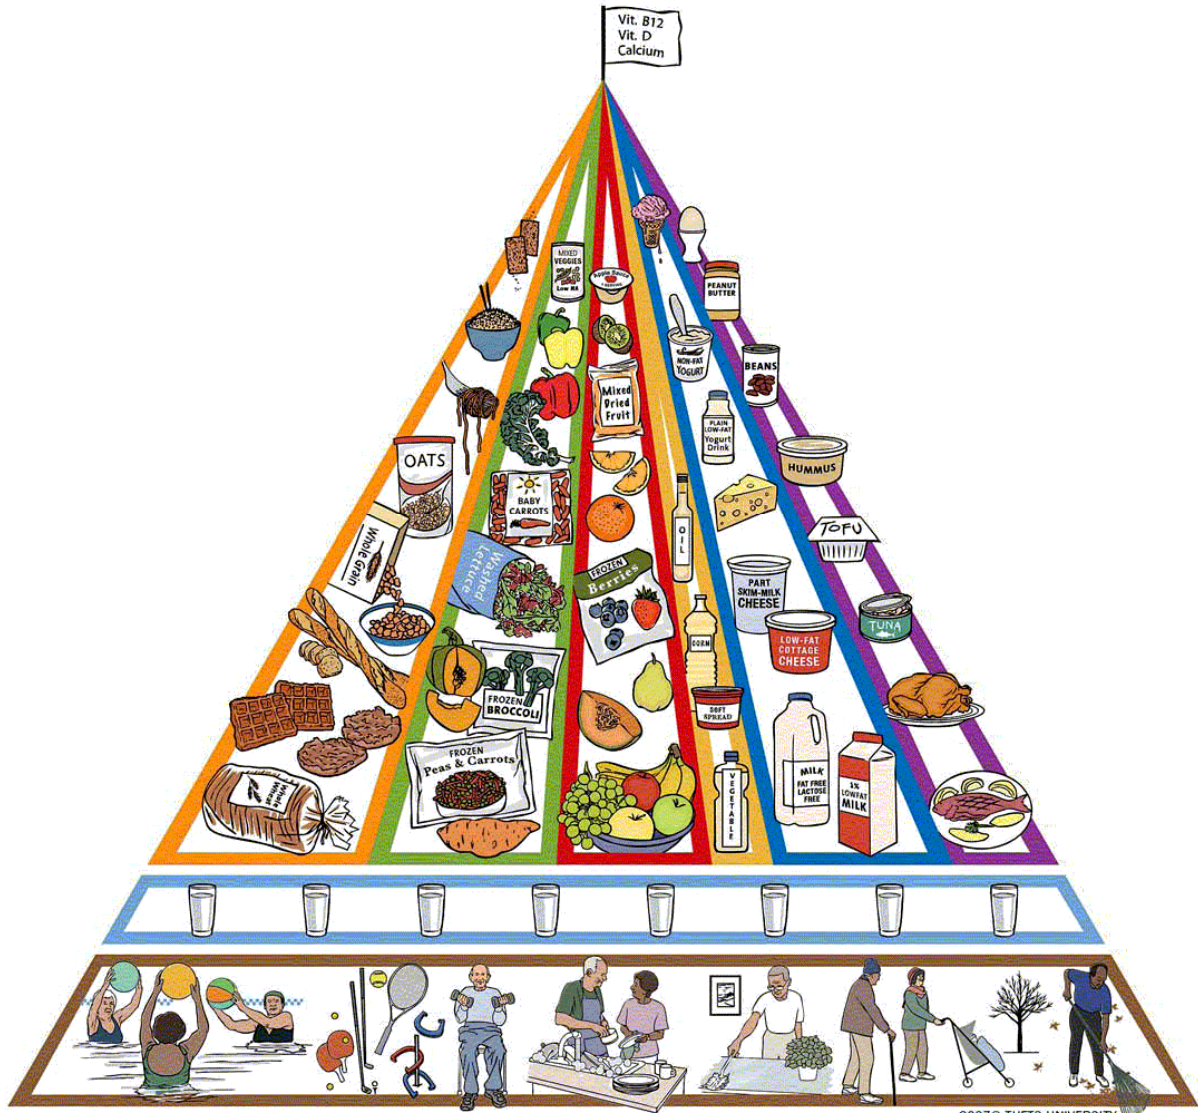 Vit. B12
Vit. D
Calcium
MIXED
VEGGIES
Low NA
Apple Sauce
PEANUT
BUTTER
NON-FAT
YOGURT
BEANS
Mixed
Dried
Fruit
PLAIN
LOW-FAT
Yogurt
Drink
OATS
HUMMUS
BABY
CARROTS
OIL
TOFU
Whole Grain
Washed
Lettuce
FROZEN
Berries
PART
SKIM-MILK
CHEESE
TUNA
CORN
LOW-FAT
COTTAGE
CHEESE
FROZEN
BROCCOLI
SOFT
SPREAD
FROZEN
Peas & Carrots
Whole
Wheat
VEGETABLE
MILK
FAT FREE
LACTOSE
FREE
1%
LOWFAT
MILK